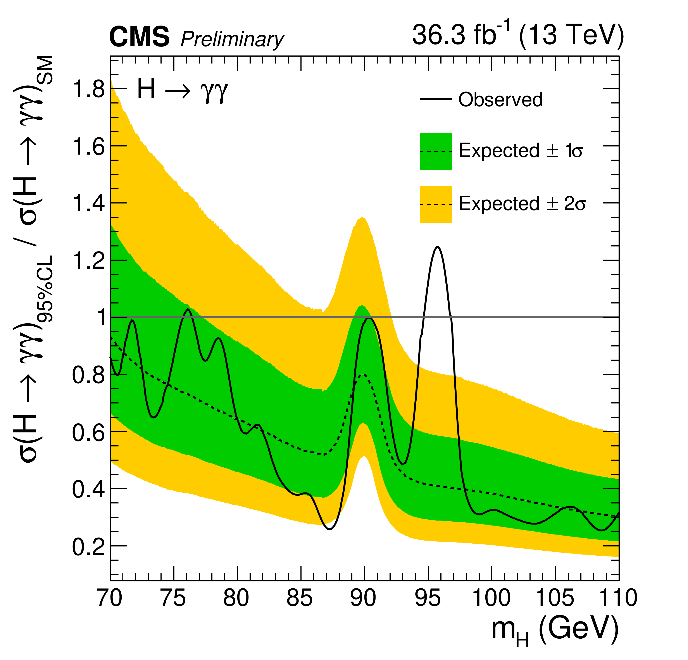 CMS Preliminary 36.3 fb⁻¹ (13 TeV)
σ(H → γγ)95%CL / σ(H → γγ)SM
H → γγ
Observed
Expected ± 1σ
Expected ± 2σ
1.8
1.6
1.4
1.2
1
0.8
0.6
0.4
0.2
70 75 80 85 90 95 100 105 110
mH (GeV)